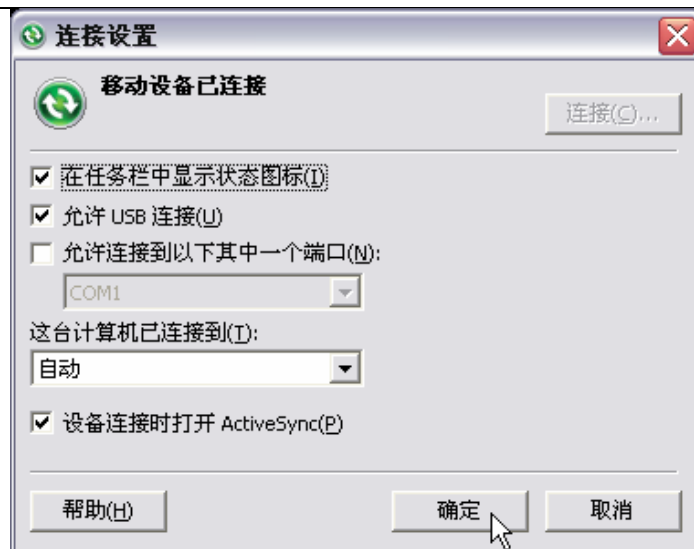 连接设置
移动设备已连接
连接(C)...
在任务栏中显示状态图标(I)
允许 USB 连接(U)
允许连接到以下其中一个端口(N):
COM1
这台计算机已连接到(T):
自动
设备连接时打开 ActiveSync(P)
帮助(H)
确定
取消